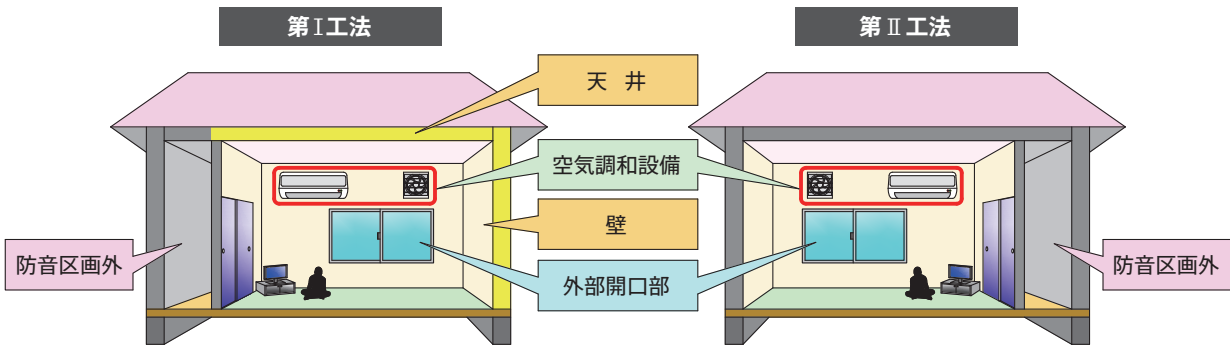 第Ⅰ工法
第Ⅱ工法
天 井
空気調和設備
壁
防音区画外
外部開口部
防音区画外